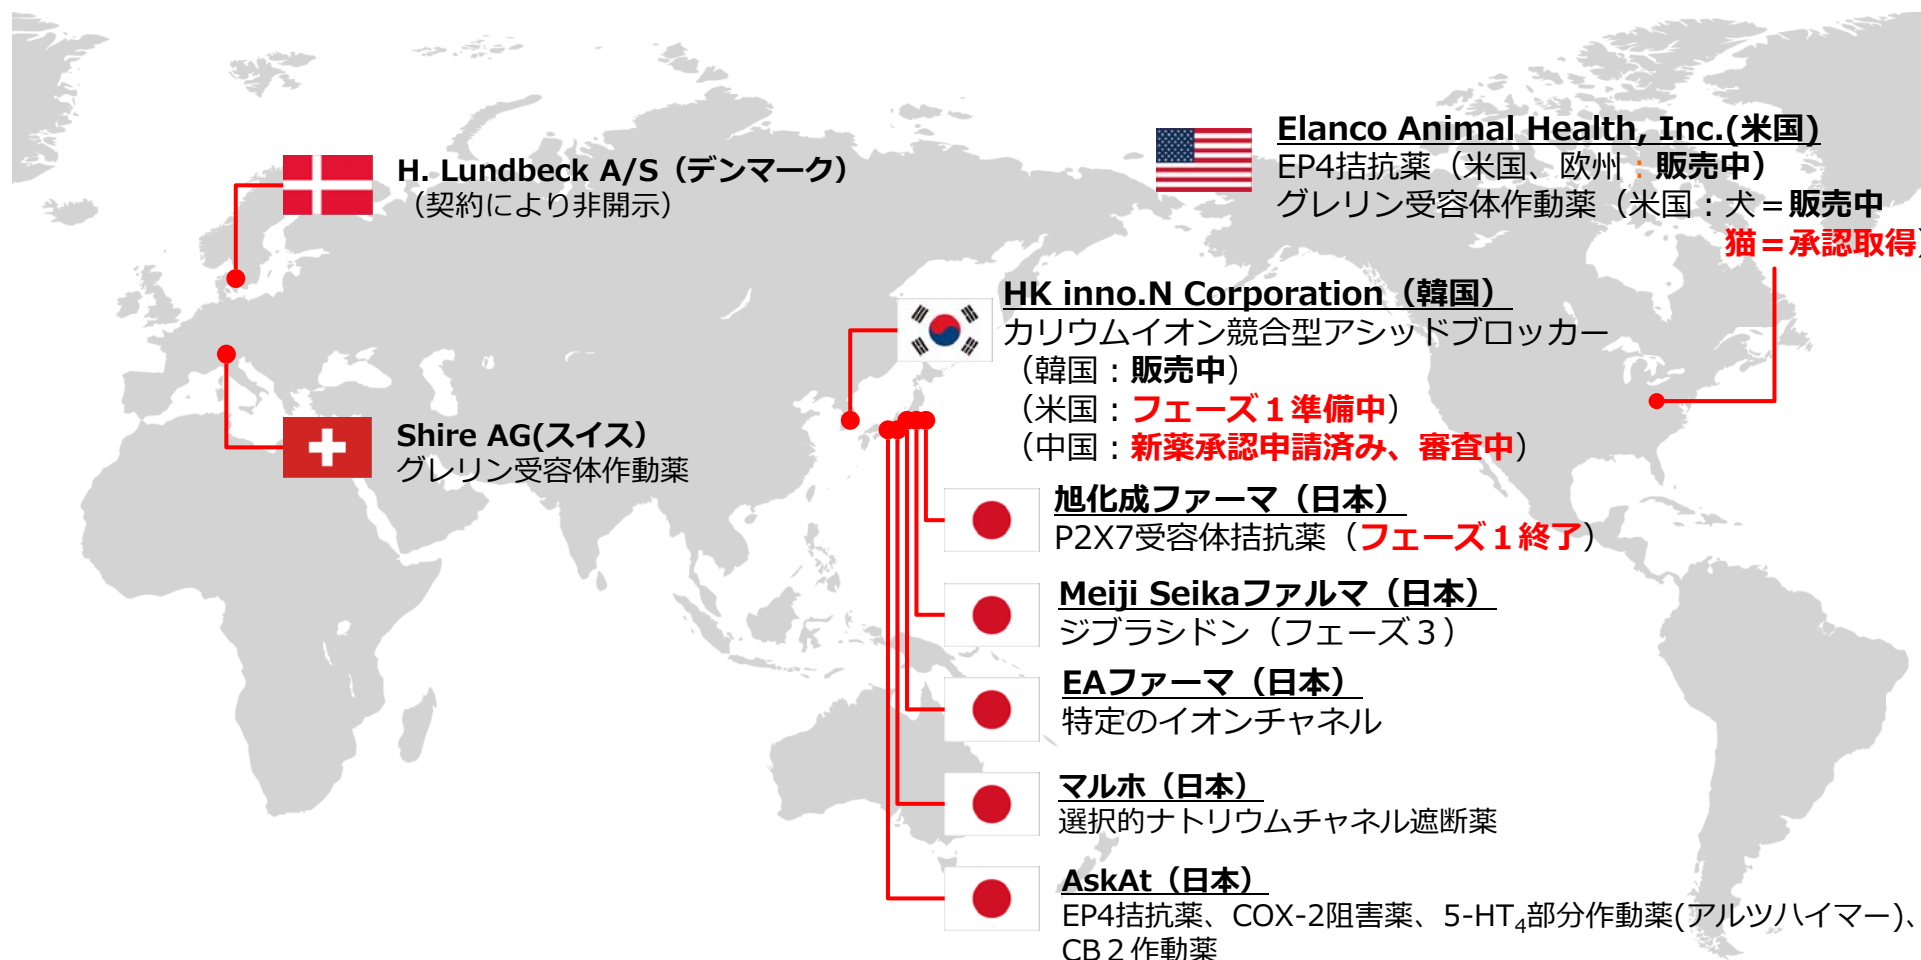 H. Lundbeck A/S（デンマーク）
（契約により非開示）
Shire AG(スイス）
グレリン受容体作動薬
Elanco Animal Health, Inc.(米国)
EP4拮抗薬（米国、欧州：販売中）
グレリン受容体作動薬（米国：犬＝販売中
猫＝承認取得）
HK inno.N Corporation（韓国）
カリウムイオン競合型アシッドブロッカー
（韓国：販売中）
（米国：フェーズ１準備中）
（中国：新薬承認申請済み、審査中）
旭化成ファーマ（日本）
P2X7受容体拮抗薬（フェーズ１終了）
Meiji Seikaファルマ（日本）
ジプラシドン（フェーズ３）
EAファーマ（日本）
特定のイオンチャネル
マルホ（日本）
選択的ナトリウムチャネル遮断薬
AskAt（日本）
EP4拮抗薬、COX-2阻害薬、5-HT₄部分作動薬(アルツハイマー)、
CB２作動薬